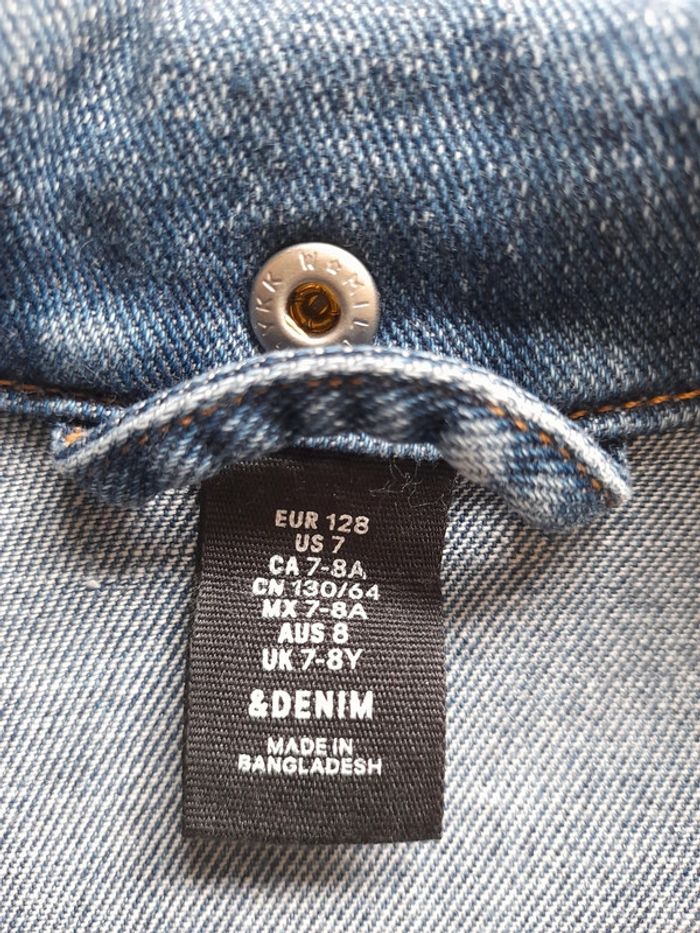 YKK W
EUR 128
US 7
CA 7-8A
CN 130/64
MX 7-8A
AUS 8
UK 7-8Y
&DENIM
MADE IN
BANGLADESH